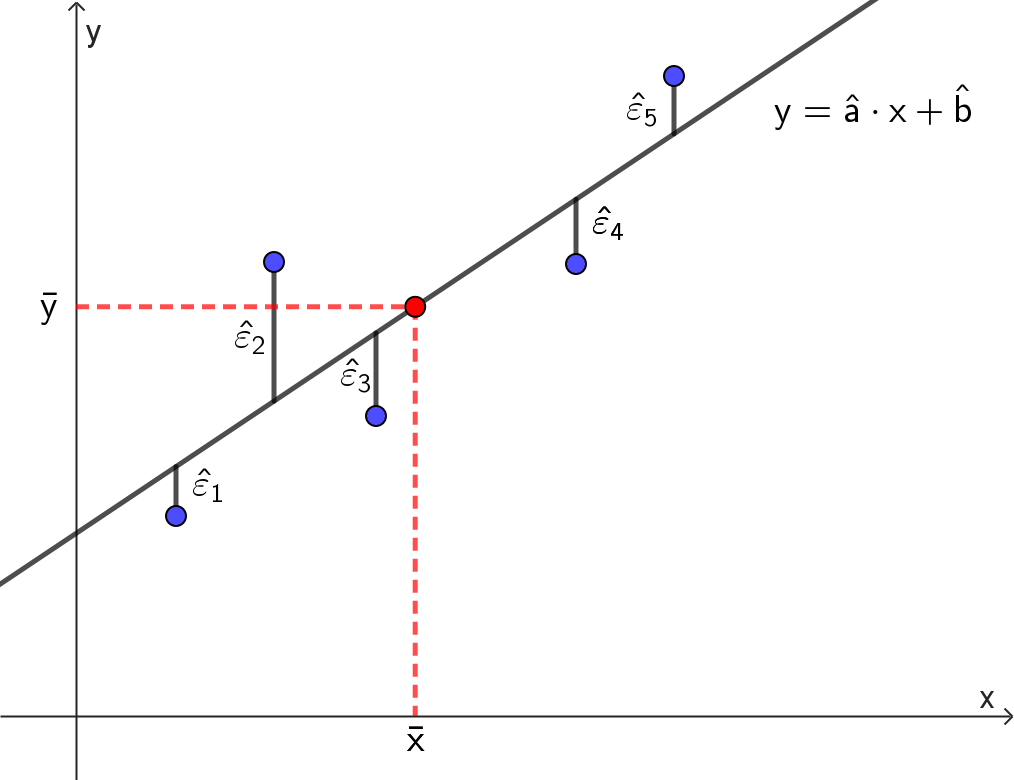 y
ε̂₅
y = â · x + b̂
ε̂₄
ȳ
ε̂₂
ε̂₃
ε̂₁
x
x̄